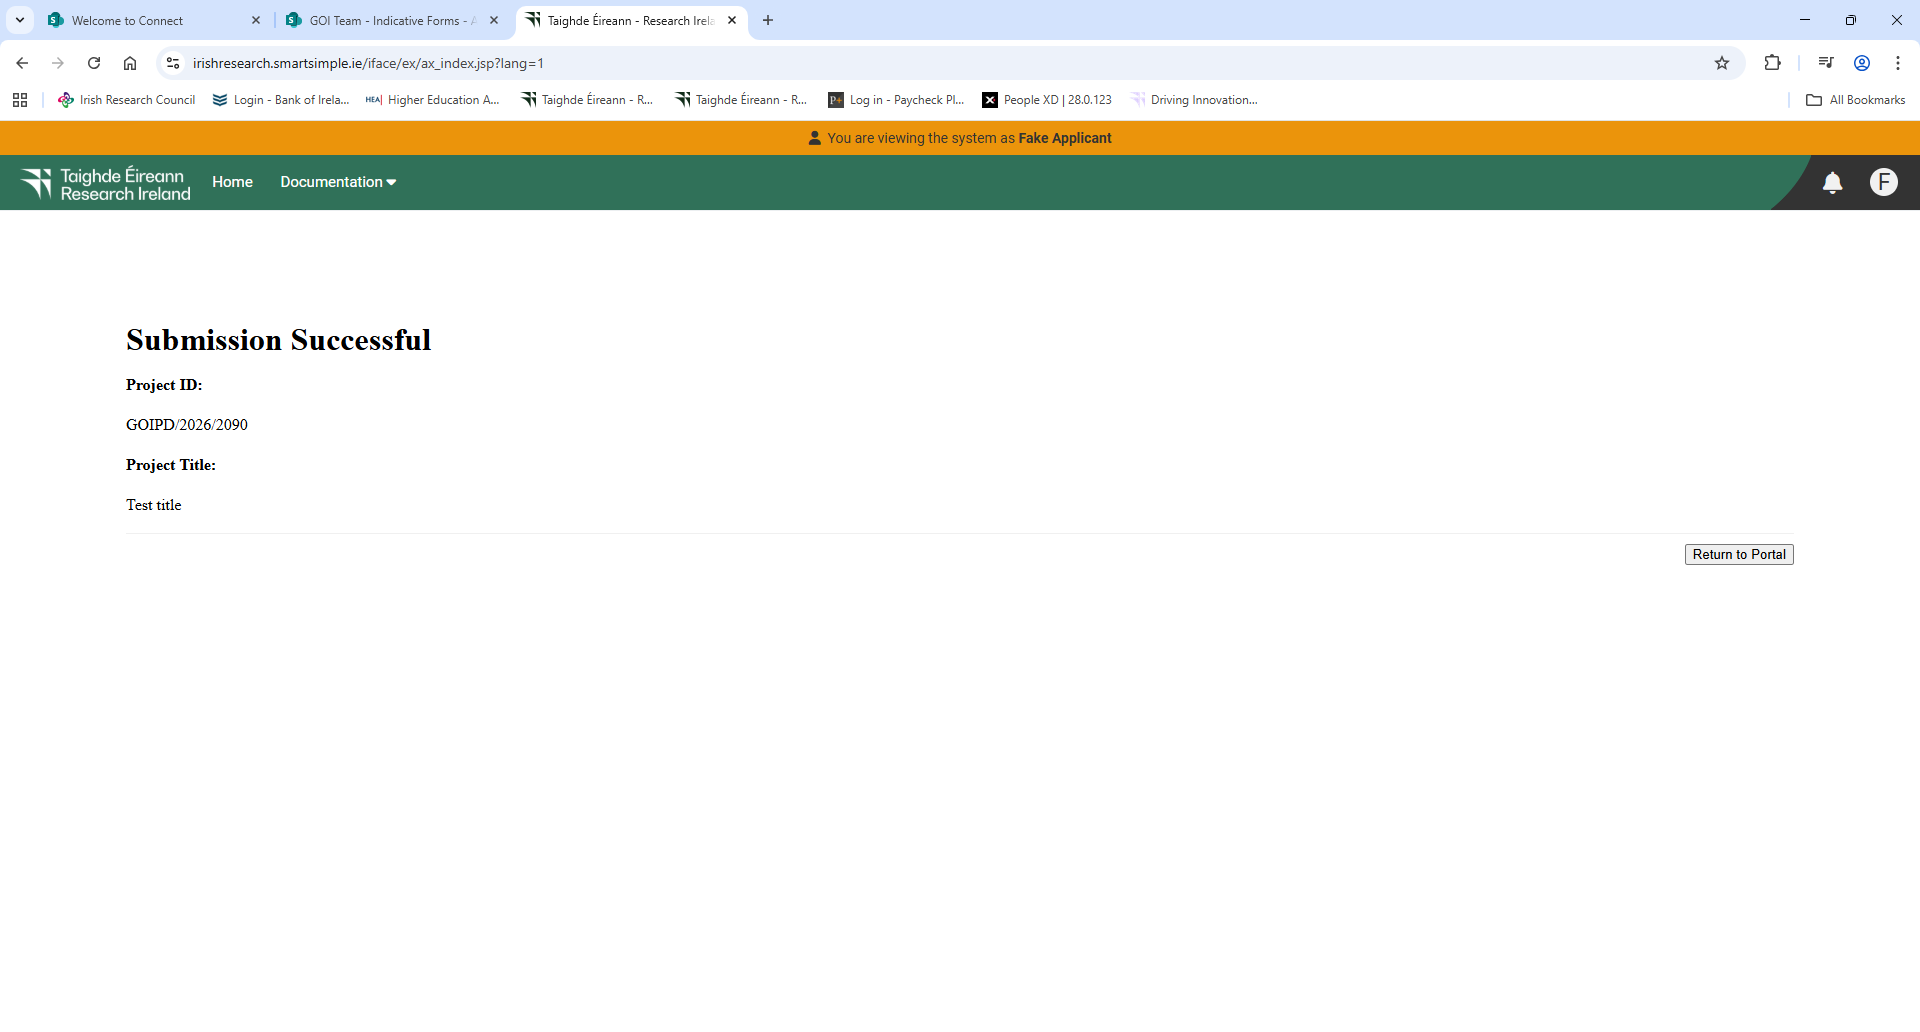 Welcome to Connect
GOI Team - Indicative Forms -
Taighde Éireann - Research Irela
irishresearch.smartsimple.ie/iface/ex/ax_index.jsp?lang=1
Irish Research Council
Login - Bank of Irela...
HEA| Higher Education A...
Taighde Éireann - R...
Taighde Éireann - R...
P+ Log in - Paycheck Pl...
People XD | 28.0.123
Driving Innovation...
All Bookmarks
You are viewing the system as Fake Applicant
Taighde Éireann
Research Ireland
Home
Documentation
F
Submission Successful
Project ID:
GOIPD/2026/2090
Project Title:
Test title
Return to Portal